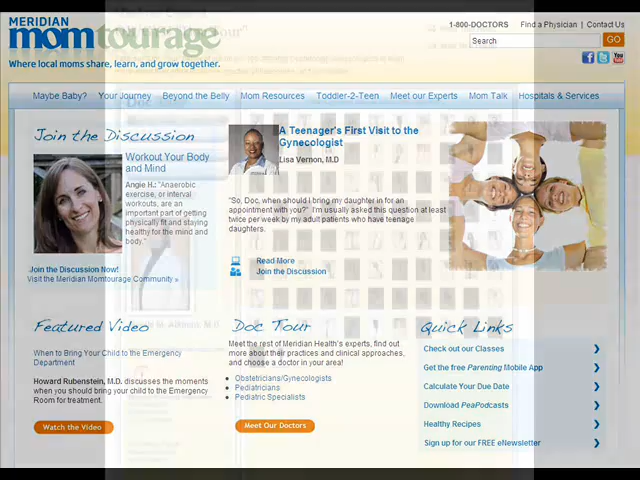 MERIDIAN
momtourage
Where local moms share, learn, and grow together.
1-800-DOCTORS Find a Physician | Contact Us
Search GO
Maybe Baby? Your Journey Beyond the Belly Mom Resources Toddler-2-Teen Meet our Experts Mom Talk Hospitals & Services
Join the Discussion
Workout Your Body
and Mind
Angie H.: "Anaerobic
exercise, or interval
workouts, are an
important part of getting
physically fit and staying
healthy for the mind and
body."
Join the Discussion Now!
Visit the Meridian Momtourage Community »
A Teenager's First Visit to the
Gynecologist
Lisa Vernon, M.D
"So, Doc, when should I bring my daughter in for an
appointment with you?" I'm usually asked this question at least
twice per week by my adult patients who have teenage
daughters.
Read More
Join the Discussion
Featured Video
When to Bring Your Child to the Emergency
Department
Howard Rubenstein, M.D. discusses the moments
when you should bring your child to the Emergency
Room for treatment.
Watch the Video
Doc Tour
Meet the rest of Meridian Health's experts, find out
more about their practices and clinical approaches,
and choose a doctor in your area!
Obstetricians/Gynecologists
Pediatricians
Pediatric Specialists
Meet Our Doctors
Quick Links
Check out our Classes
Get the free Parenting Mobile App
Calculate Your Due Date
Download PeaPodcasts
Healthy Recipes
Sign up for our FREE eNewsletter